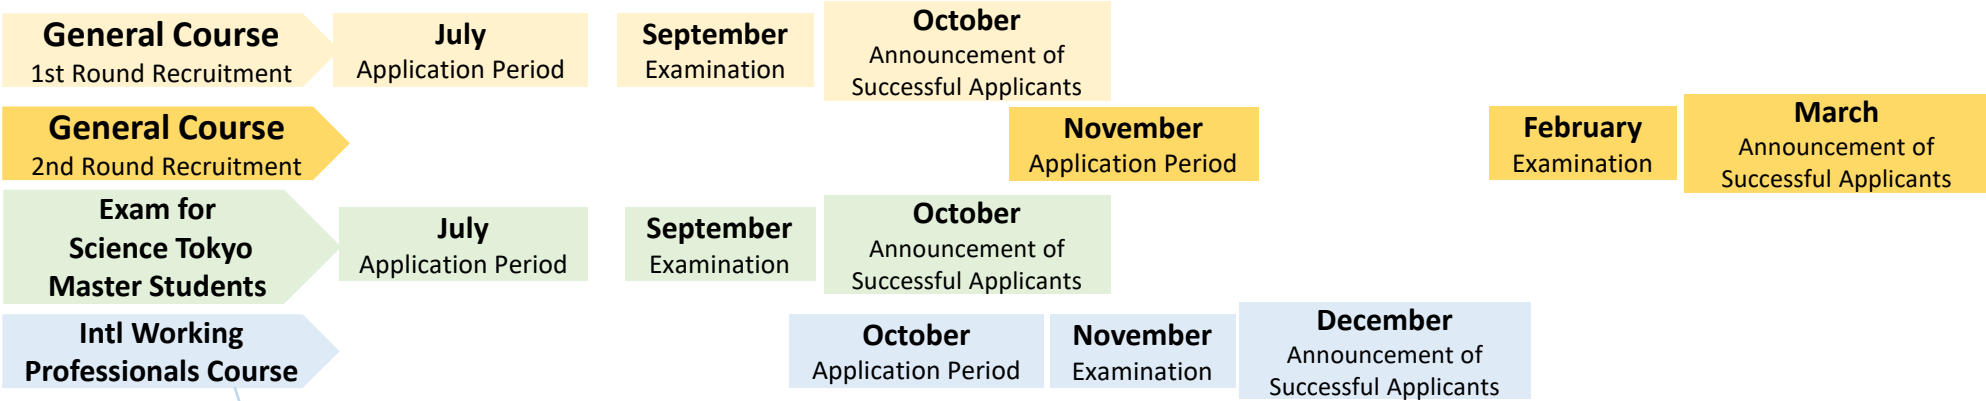 General Course
1st Round Recruitment
July
Application Period
September
Examination
October
Announcement of
Successful Applicants
General Course
2nd Round Recruitment
November
Application Period
February
Examination
March
Announcement of
Successful Applicants
Exam for
Science Tokyo
Master Students
July
Application Period
September
Examination
October
Announcement of
Successful Applicants
Intl Working
Professionals Course
October
Application Period
November
Examination
December
Announcement of
Successful Applicants